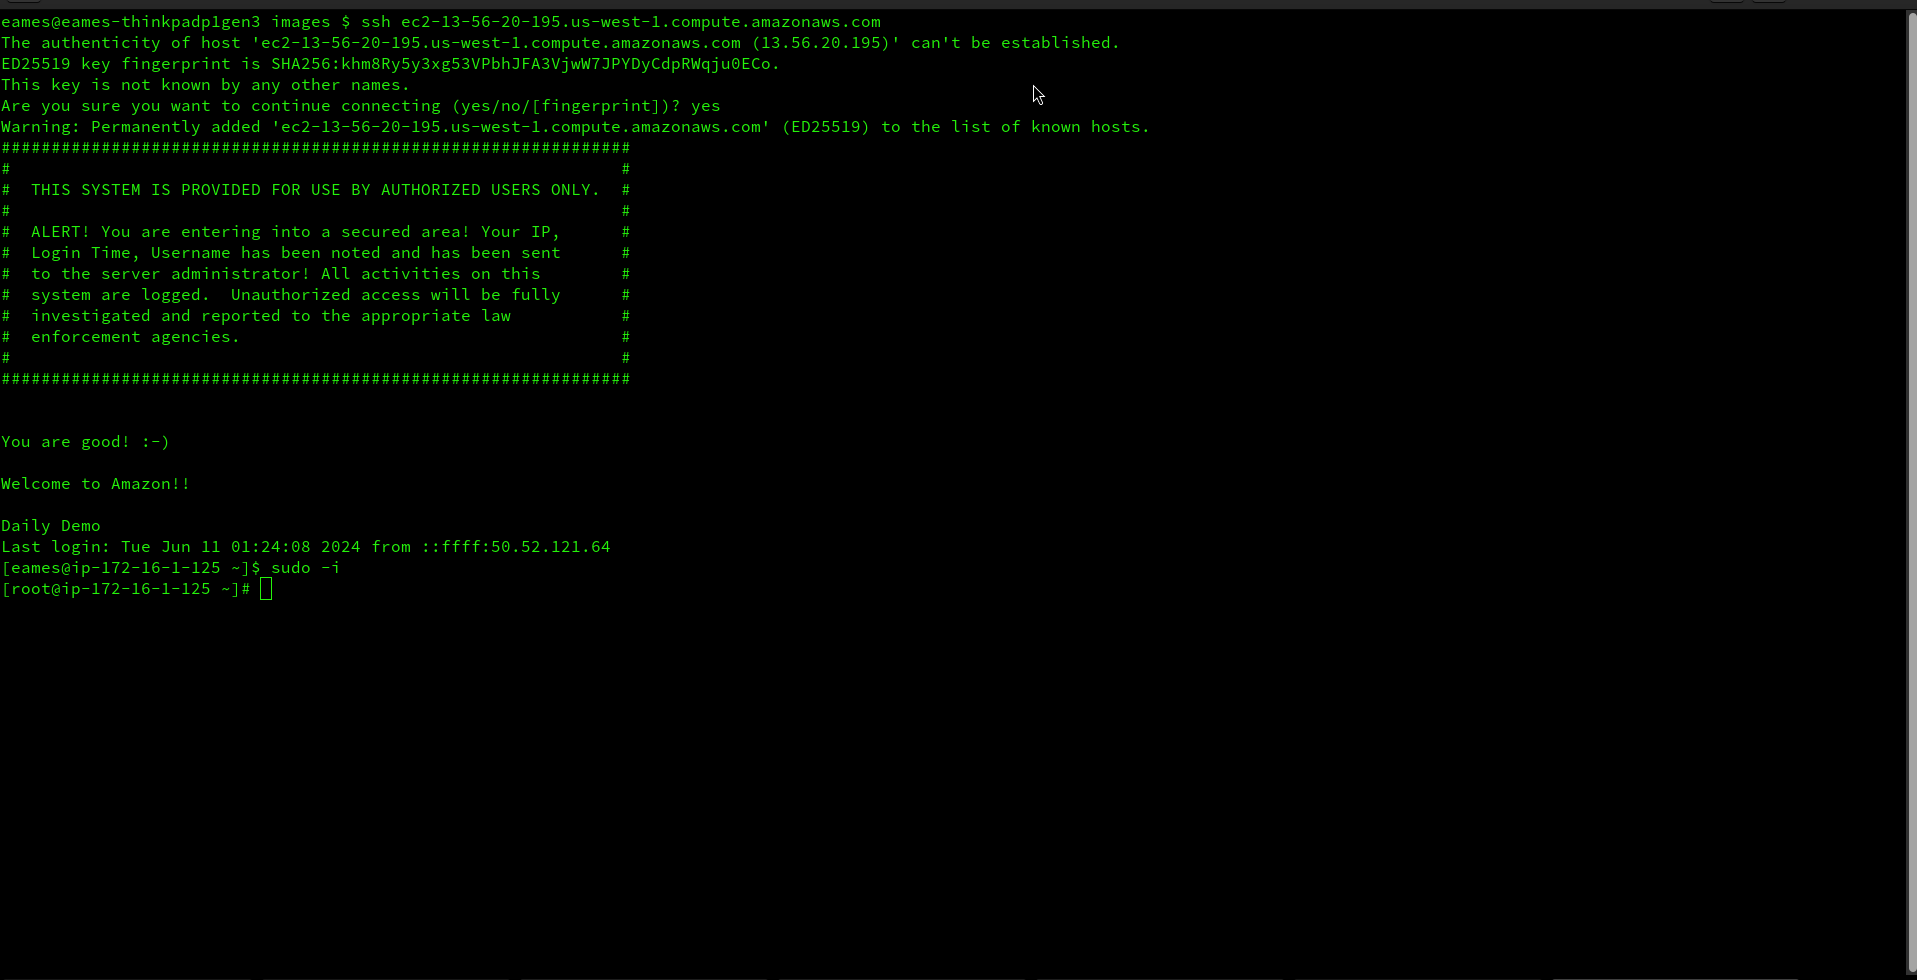 eames@eames-thinkpadp1gen3 images $ ssh ec2-13-56-20-195.us-west-1.compute.amazonaws.com
The authenticity of host 'ec2-13-56-20-195.us-west-1.compute.amazonaws.com (13.56.20.195)' can't be established.
ED25519 key fingerprint is SHA256:khm8Ry5y3xg53VPbhJFA3VjwW7JPYDyCdpRWqju0ECo.
This key is not known by any other names.
Are you sure you want to continue connecting (yes/no/[fingerprint])? yes
Warning: Permanently added 'ec2-13-56-20-195.us-west-1.compute.amazonaws.com' (ED25519) to the list of known hosts.
###############################################################
#                                                             #
#  THIS SYSTEM IS PROVIDED FOR USE BY AUTHORIZED USERS ONLY.  #
#                                                             #
#  ALERT! You are entering into a secured area! Your IP,      #
#  Login Time, Username has been noted and has been sent      #
#  to the server administrator! All activities on this        #
#  system are logged.  Unauthorized access will be fully      #
#  investigated and reported to the appropriate law           #
#  enforcement agencies.                                      #
#                                                             #
###############################################################
You are good! :-)
Welcome to Amazon!!
Daily Demo
Last login: Tue Jun 11 01:24:08 2024 from ::ffff:50.52.121.64
[eames@ip-172-16-1-125 ~]$ sudo -i
[root@ip-172-16-1-125 ~]#